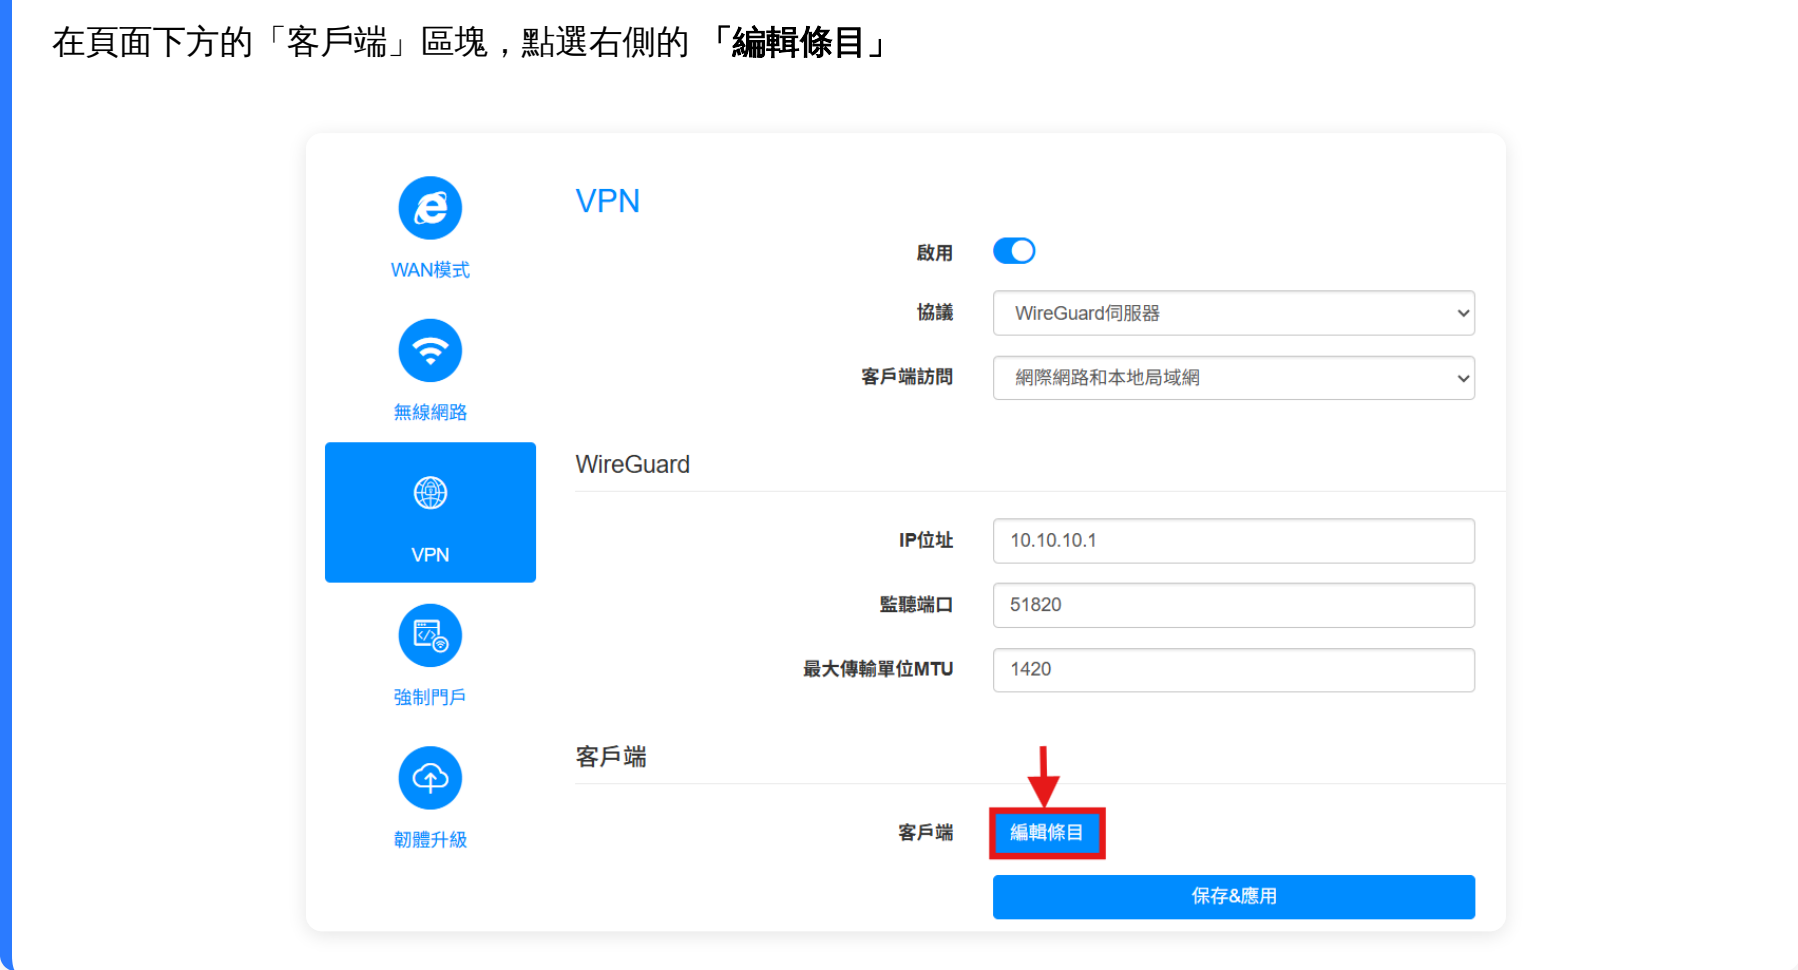 在頁面下方的「客戶端」區塊，點選右側的 「編輯條目」
VPN
WAN模式
無線網路
VPN
強制門戶
韌體升級
啟用
協議 WireGuard伺服器
客戶端訪問 網際網路和本地局域網
WireGuard
IP位址 10.10.10.1
監聽端口 51820
最大傳輸單位MTU 1420
客戶端
客戶端 編輯條目
保存&應用